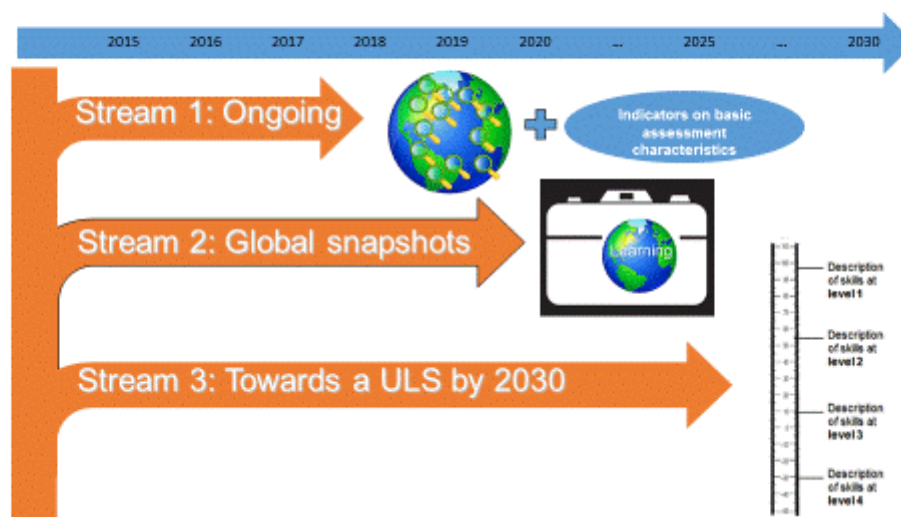 2015 2016 2017 2018 2019 2020 ... 2025 ... 2030
Stream 1: Ongoing
Indicators on basic
assessment
characteristics
Stream 2: Global snapshots
Learning
Description
of skills at
level 1
Description
of skills at
level 2
Stream 3: Towards a ULS by 2030
Description
of skills at
level 3
Description
of skills at
level 4